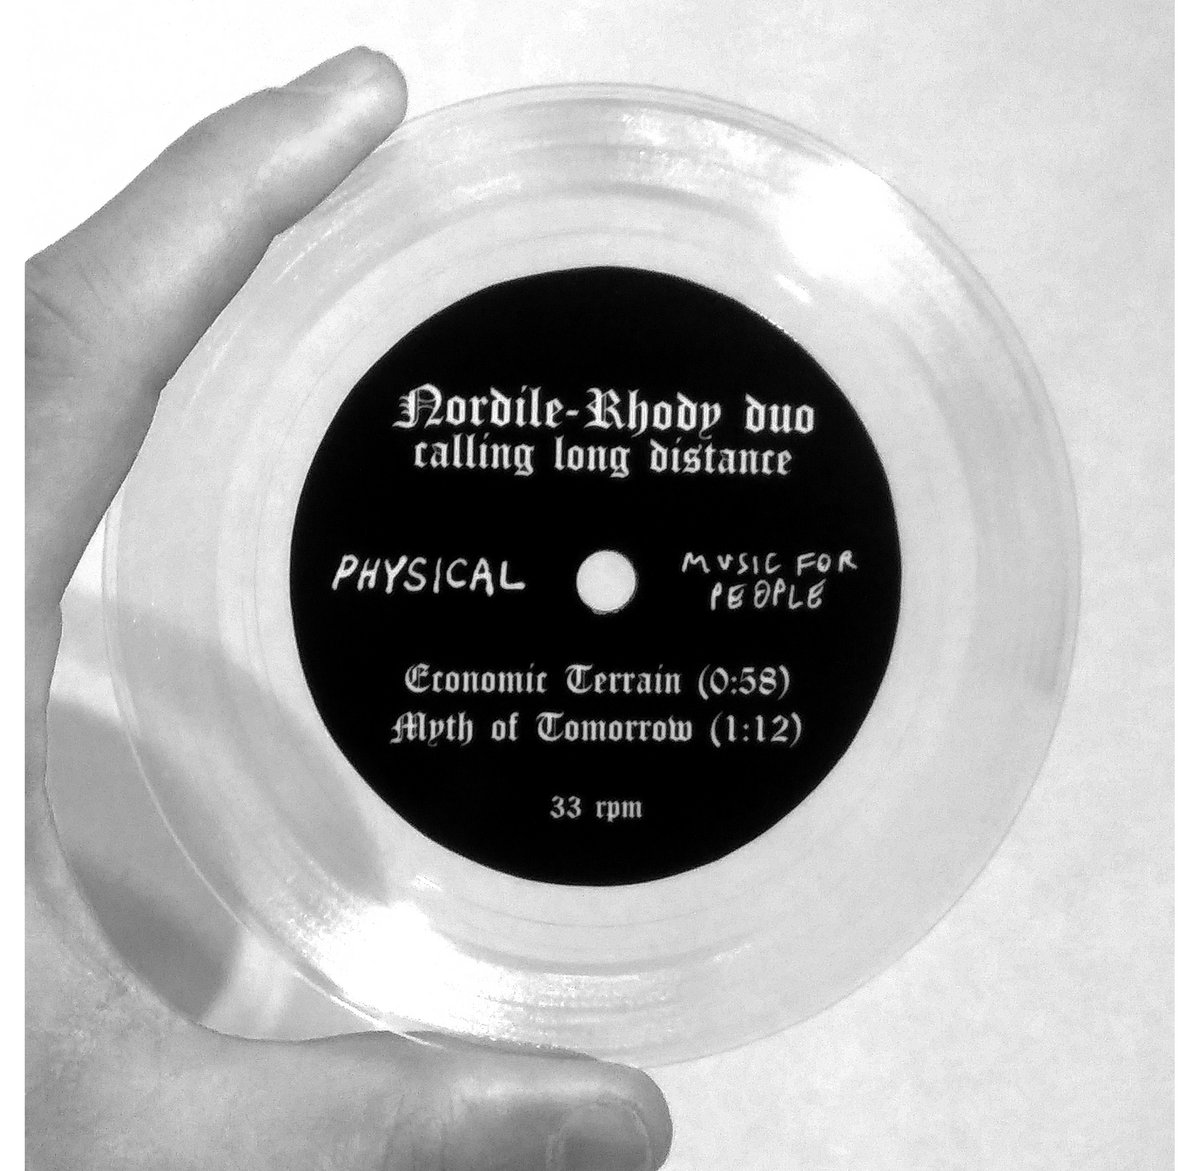 Nordile-Rhody duo
calling long distance
PHYSICAL
MUSIC FOR
PEOPLE
Economic Terrain (0:58)
Myth of Tomorrow (1:12)
33 rpm